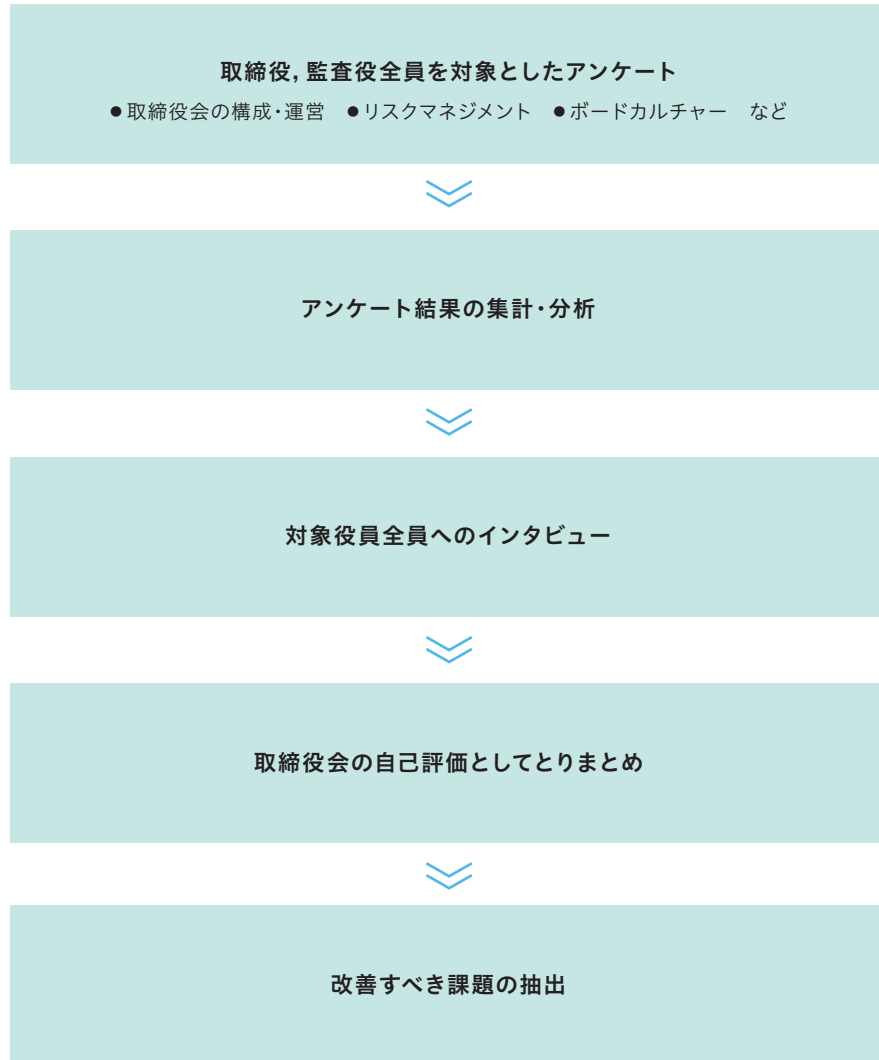 取締役,監査役全員を対象としたアンケート
●取締役会の構成・運営　●リスクマネジメント　●ボードカルチャー　など
アンケート結果の集計・分析
対象役員全員へのインタビュー
取締役会の自己評価としてとりまとめ
改善すべき課題の抽出